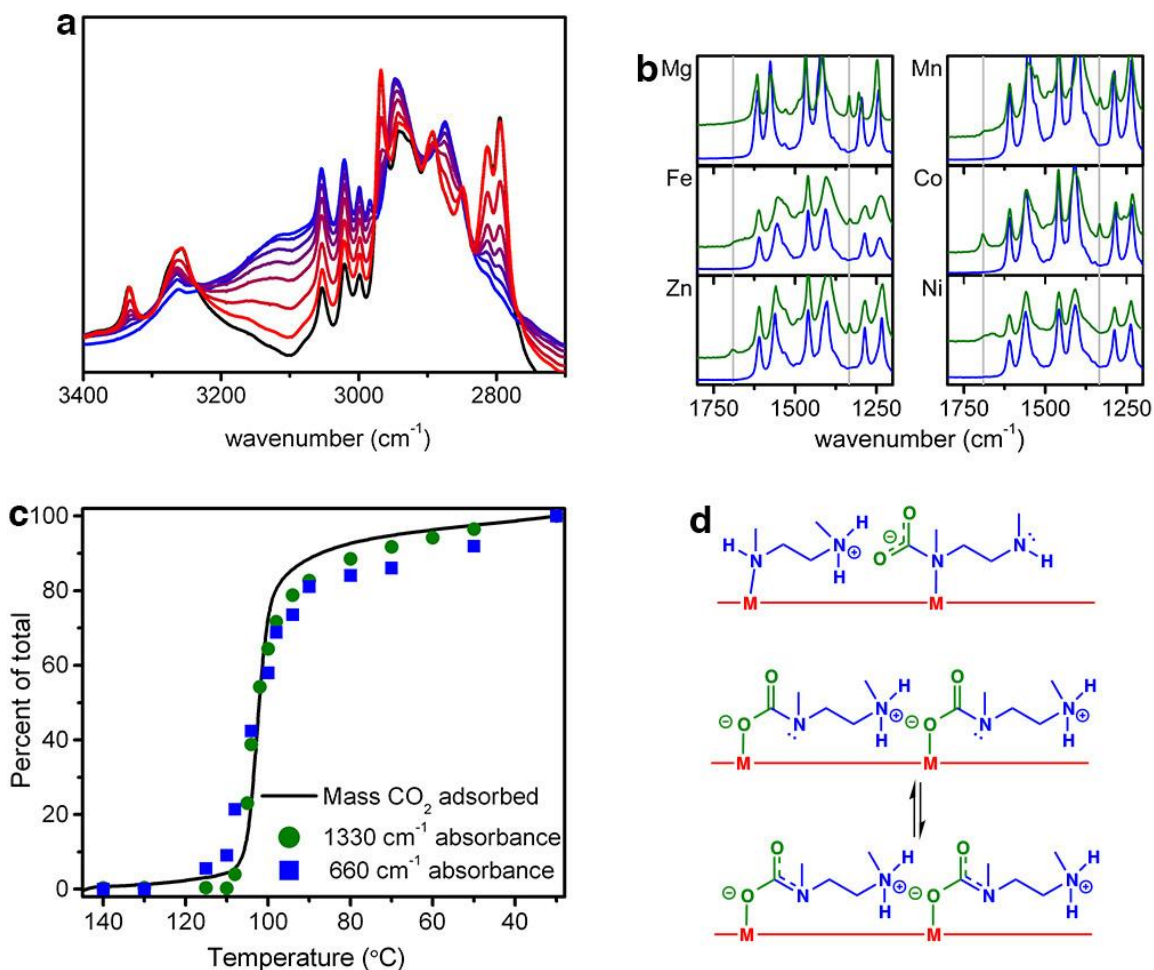 a
3400 3200 3000 2800
wavenumber (cm⁻¹)
b
Mg
Mn
Fe
Co
Zn
Ni
1750 1500 1250
1750 1500 1250
wavenumber (cm⁻¹)
c
100
80
60
40
20
0
Percent of total
Mass CO₂ adsorbed
1330 cm⁻¹ absorbance
660 cm⁻¹ absorbance
140 120 100 80 60 40
Temperature (°C)
d
O H
H ⊖ H
N N⊕ O N N
H H
M M
O H O H
⊖ O N N⊕ ⊖ O N N⊕
H H
M M
O H O H
⊖ O N N⊕ ⊖ O N N⊕
H H
M M